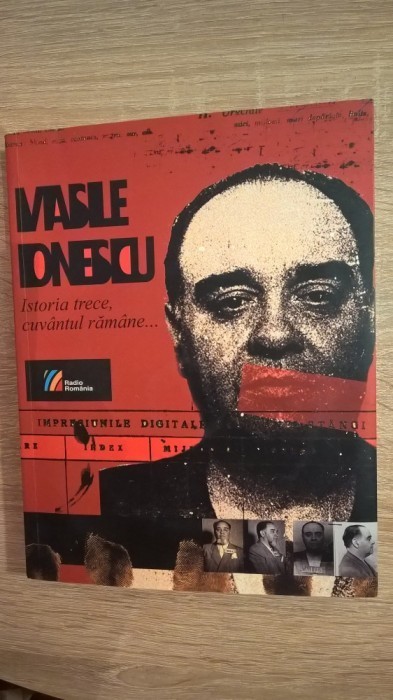 VASILE
IONESCU
Istoria trece,
cuvântul rămâne...
Radio
România
IMPRESIUNILE DIGITALE
INDEX